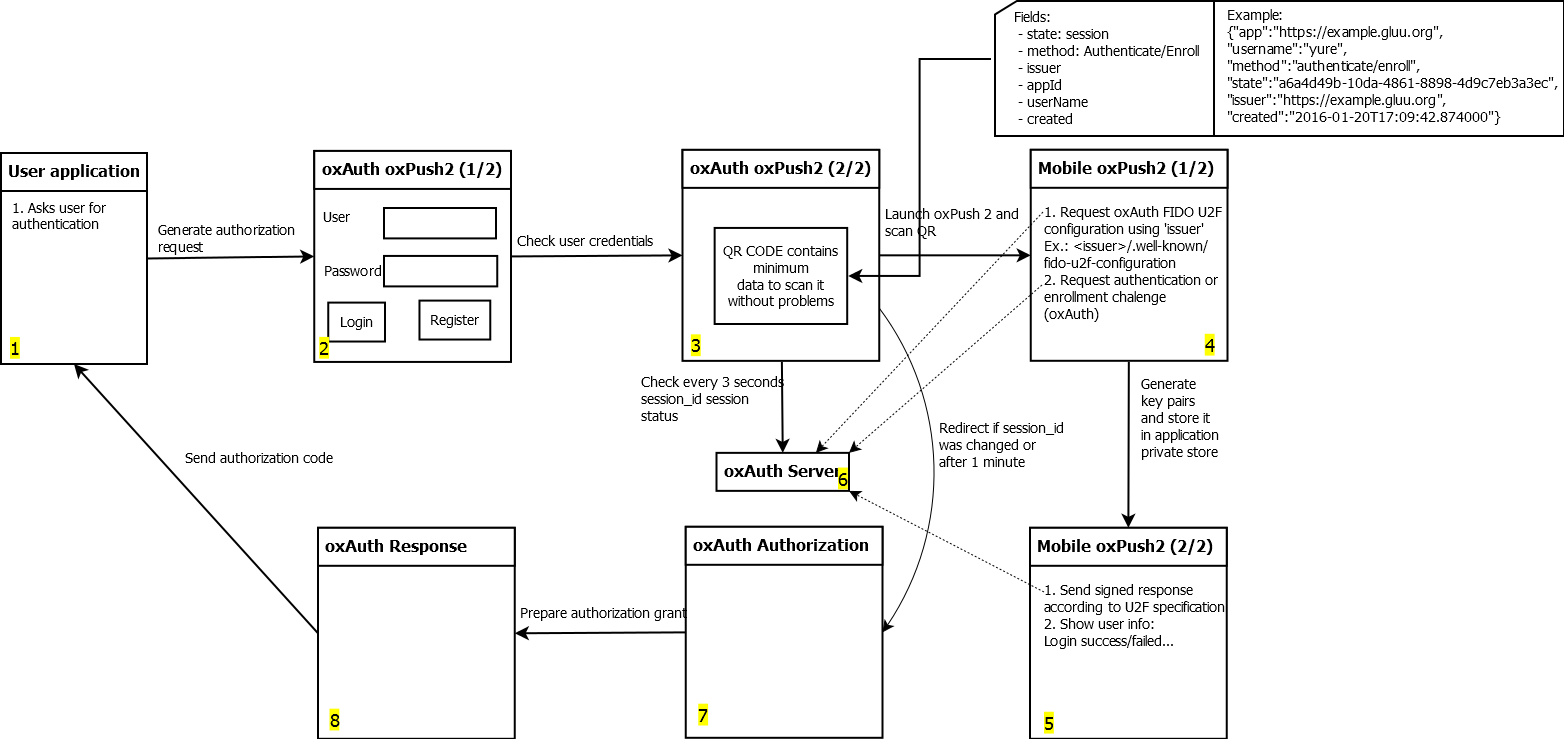 Fields:
- state: session
- method: Authenticate/Enroll
- issuer
- appId
- userName
- created
Example:
{"app":"https://example.gluu.org",
"username":"yure",
"method":"authenticate/enroll",
"state":"a6a4d49b-10da-4861-8898-4d9c7eb3a3ec",
"issuer":"https://example.gluu.org",
"created":"2016-01-20T17:09:42.874000"}
User application
1. Asks user for
authentication
1
Generate authorization
request
oxAuth oxPush2 (1/2)
User
Password
Login
Register
2
Check user credentials
oxAuth oxPush2 (2/2)
QR CODE contains
minimum
data to scan it
without problems
3
Launch oxPush 2 and
scan QR
Mobile oxPush2 (1/2)
1. Request oxAuth FIDO U2F
configuration using 'issuer'
Ex.: <issuer>/.well-known/
fido-u2f-configuration
2. Request authentication or
enrollment chalenge
(oxAuth)
4
Check every 3 seconds
session_id session
status
Generate
key pairs
and store it
in application
private store
Redirect if session_id
was changed or
after 1 minute
oxAuth Server
6
Send authorization code
oxAuth Response
8
Prepare authorization grant
oxAuth Authorization
7
Mobile oxPush2 (2/2)
1. Send signed response
according to U2F specification
2. Show user info:
Login success/failed...
5